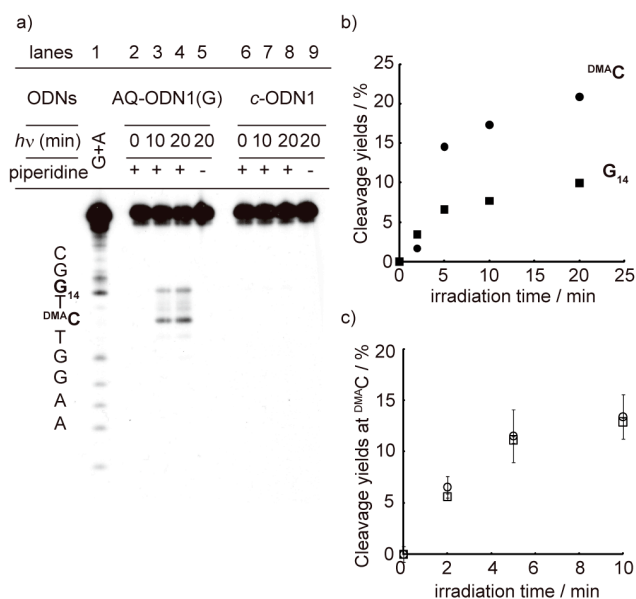 a)
lanes 1 2 3 4 5 6 7 8 9
ODNs AQ-ODN1(G) c-ODN1
hν (min) G+A 0 10 20 20 0 10 20 20
piperidine + + + - + + + -
C
G
G14
T
DMAC
T
G
G
A
A
b)
Cleavage yields / %
25
20
15
10
5
0
0 5 10 15 20 25
DMAC
G14
irradiation time / min
c)
Cleavage yields at DMAC / %
20
15
10
5
0
0 2 4 6 8 10
irradiation time / min